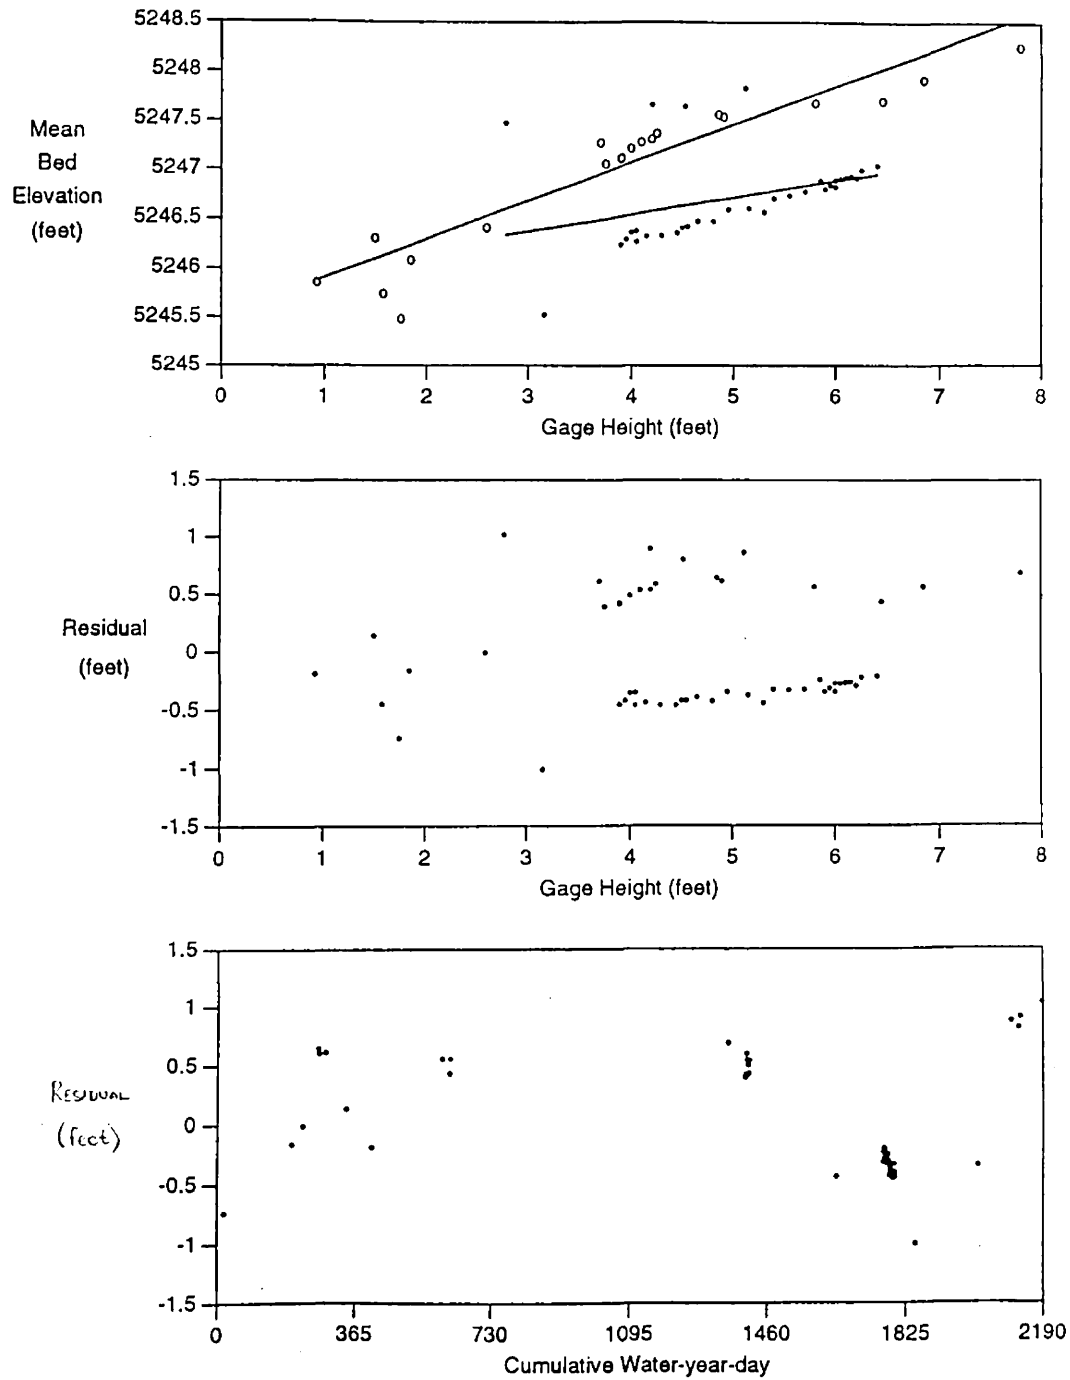 5248.5
5248
5247.5
5247
5246.5
5246
5245.5
5245
Mean
Bed
Elevation
(feet)
0 1 2 3 4 5 6 7 8
Gage Height (feet)
1.5
1
0.5
0
-0.5
-1
-1.5
Residual
(feet)
0 1 2 3 4 5 6 7 8
Gage Height (feet)
1.5
1
0.5
0
-0.5
-1
-1.5
RESIDUAL
(feet)
0 365 730 1095 1460 1825 2190
Cumulative Water-year-day